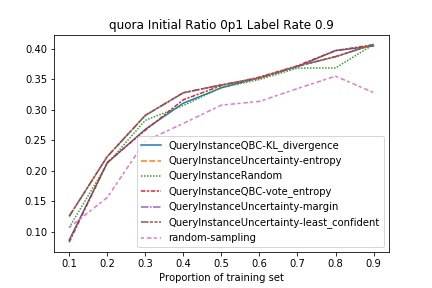 quora Initial Ratio 0p1 Label Rate 0.9
0.40
0.35
0.30
0.25
0.20
0.15
0.10
QueryInstanceQBC-KL_divergence
QueryInstanceUncertainty-entropy
QueryInstanceRandom
QueryInstanceQBC-vote_entropy
QueryInstanceUncertainty-margin
QueryInstanceUncertainty-least_confident
random-sampling
0.1 0.2 0.3 0.4 0.5 0.6 0.7 0.8 0.9
Proportion of training set